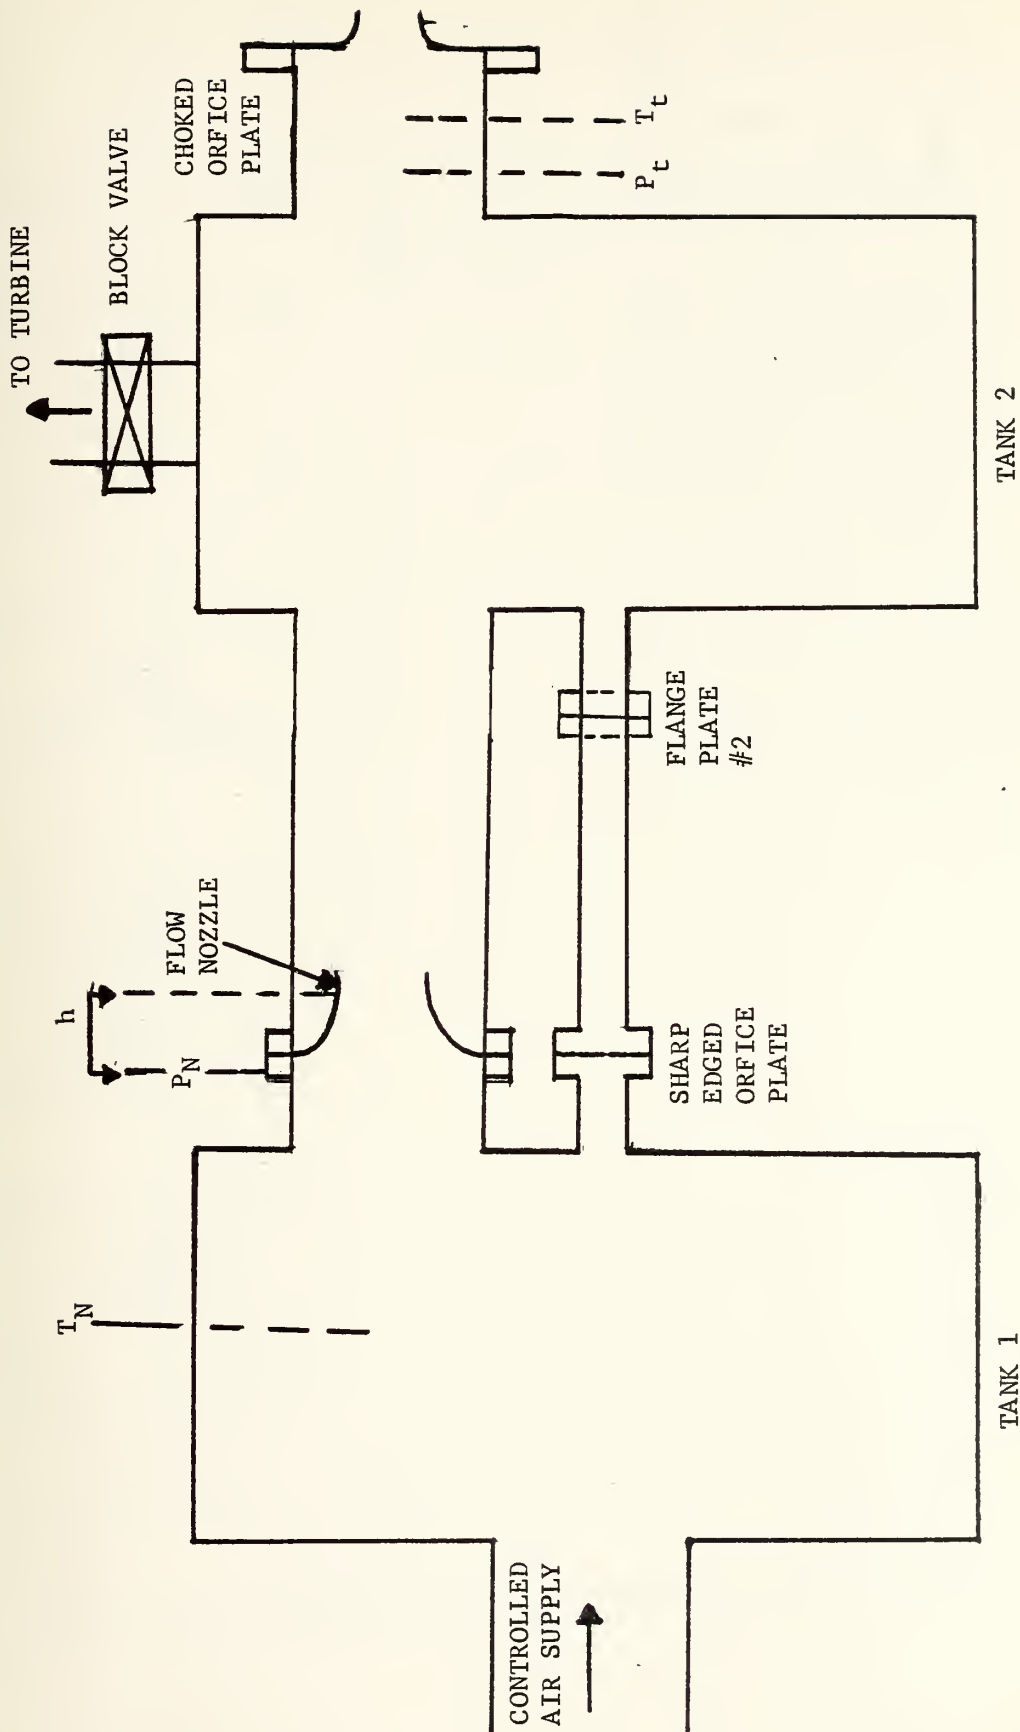 TO TURBINE
BLOCK VALVE
CHOKED
ORFICE
PLATE
P_t
T_t
h
P_N
FLOW
NOZZLE
T_N
FLANGE
PLATE
#2
SHARP
EDGED
ORFICE
PLATE
CONTROLLED
AIR SUPPLY
TANK 1
TANK 2